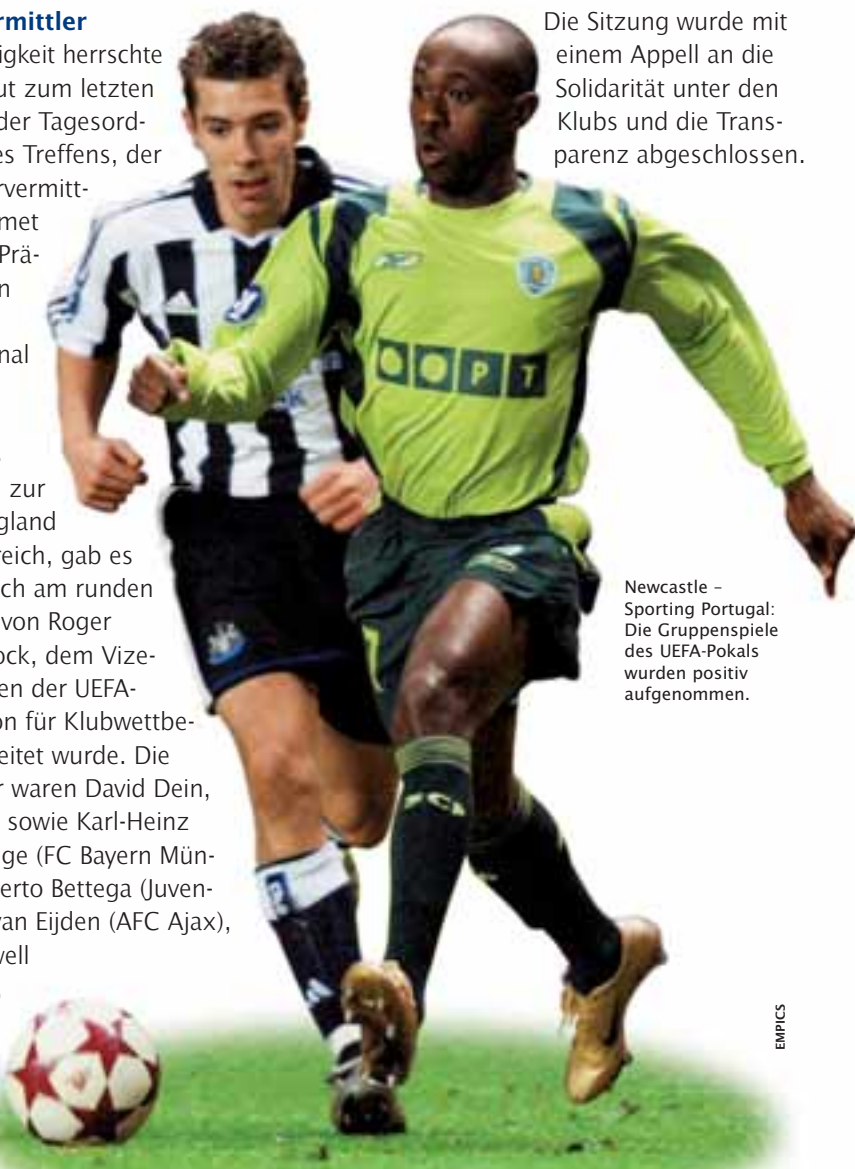 rmittler
igkeit herrschte
ut zum letzten
der Tagesord-
es Treffens, der
rvermitt-
met
Prä-
n
nal
zur
gland
reich, gab es
ch am runden
von Roger
ock, dem Vize-
en der UEFA-
on für Klubwettbe-
eitet wurde. Die
r waren David Dein,
sowie Karl-Heinz
ge (FC Bayern Mün-
erto Bettega (Juven-
van Eijden (AFC Ajax),
well
Die Sitzung wurde mit
einem Appell an die
Solidarität unter den
Klubs und die Trans-
parenz abgeschlossen.
PT
SCP
Newcastle –
Sporting Portugal:
Die Gruppenspiele
des UEFA-Pokals
wurden positiv
aufgenommen.
EMPICS